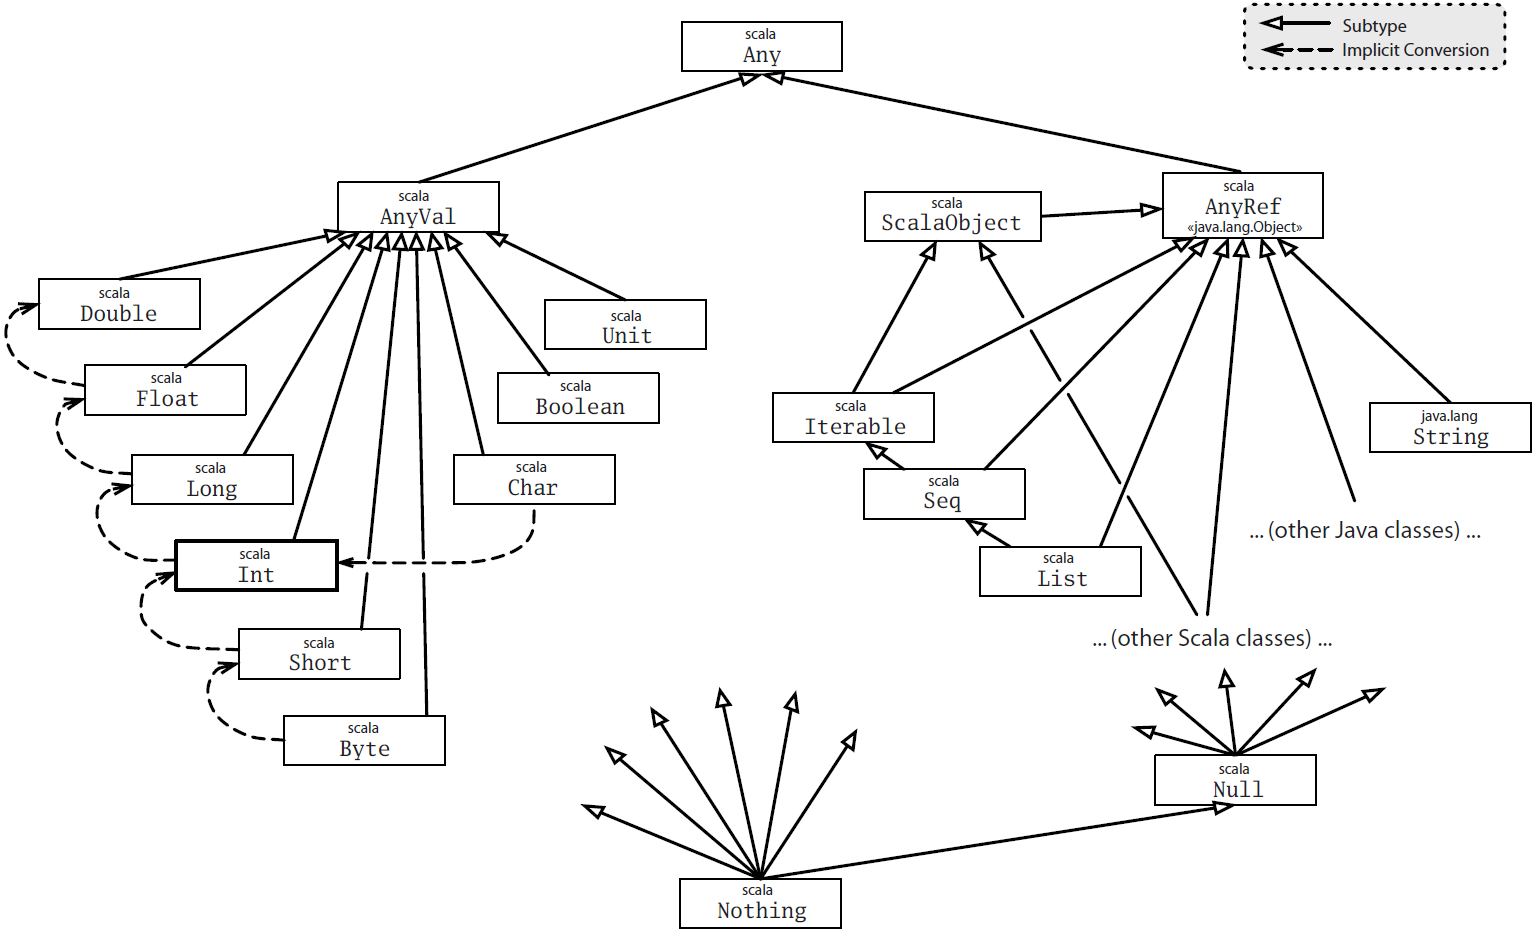 scala
Any
Subtype
Implicit Conversion
scala
AnyVal
scala
ScalaObject
scala
AnyRef
«java.lang.Object»
scala
Double
scala
Unit
scala
Float
scala
Boolean
scala
Iterable
java.lang
String
scala
Long
scala
Char
scala
Seq
... (other Java classes) ...
scala
Int
scala
List
scala
Short
... (other Scala classes) ...
scala
Byte
scala
Null
scala
Nothing